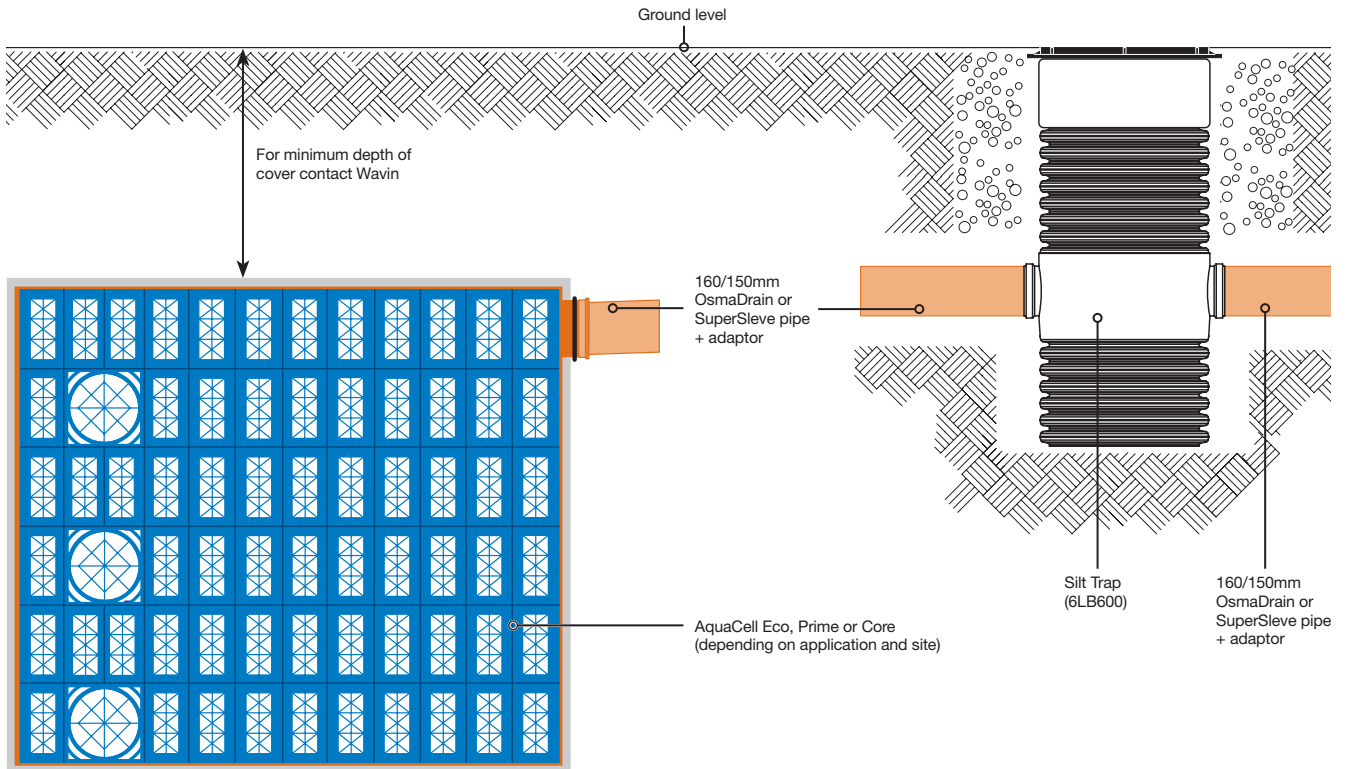 Ground level
For minimum depth of
cover contact Wavin
160/150mm
OsmaDrain or
SuperSleve pipe
+ adaptor
AquaCell Eco, Prime or Core
(depending on application and site)
Silt Trap
(6LB600)
160/150mm
OsmaDrain or
SuperSleve pipe
+ adaptor